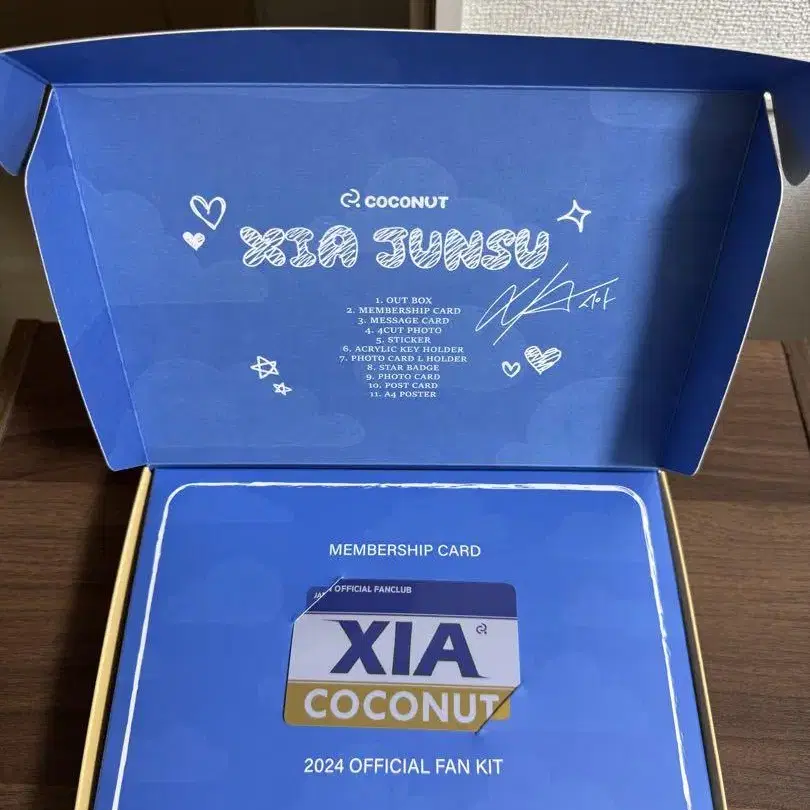 COCONUT
XIA JUNSU
1. OUT BOX
2. MEMBERSHIP CARD
3. MESSAGE CARD
4. 4CUT PHOTO
5. STICKER
6. ACRYLIC KEY HOLDER
7. PHOTO CARD L HOLDER
8. STAR BADGE
9. PHOTO CARD
10. POST CARD
11. A4 POSTER
시아
MEMBERSHIP CARD
OFFICIAL FANCLUB
XIA
COCONUT
2024 OFFICIAL FAN KIT